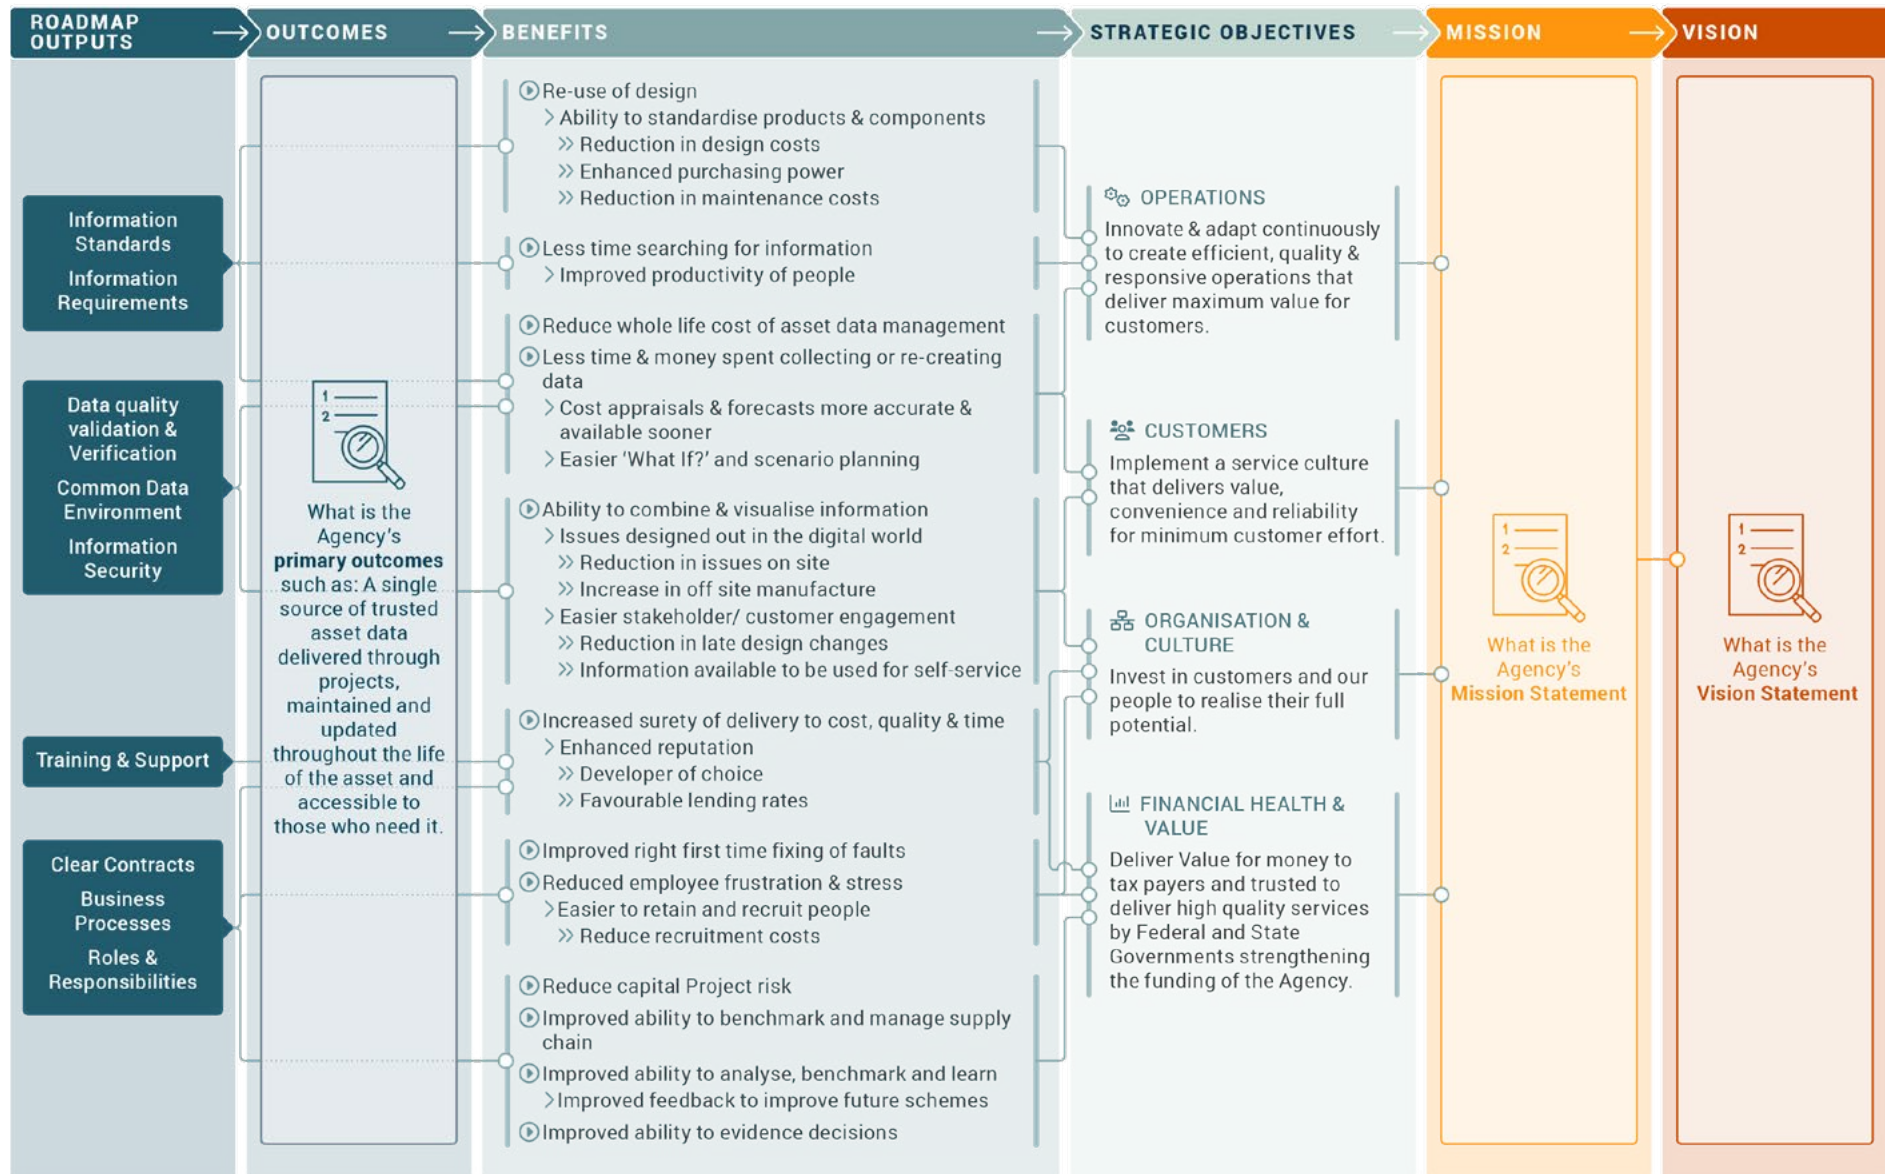 ROADMAP
OUTPUTS
OUTCOMES
BENEFITS
STRATEGIC OBJECTIVES
MISSION
VISION
Information
Standards
Information
Requirements
Data quality
validation &
Verification
Common Data
Environment
Information
Security
Training & Support
Clear Contracts
Business
Processes
Roles &
Responsibilities
1
2
What is the
Agency's
primary outcomes
such as: A single
source of trusted
asset data
delivered through
projects,
maintained and
updated
throughout the life
of the asset and
accessible to
those who need it.
Re-use of design
Ability to standardise products & components
Reduction in design costs
Enhanced purchasing power
Reduction in maintenance costs
Less time searching for information
Improved productivity of people
Reduce whole life cost of asset data management
Less time & money spent collecting or re-creating
data
Cost appraisals & forecasts more accurate &
available sooner
Easier 'What If?' and scenario planning
Ability to combine & visualise information
Issues designed out in the digital world
Reduction in issues on site
Increase in off site manufacture
Easier stakeholder/ customer engagement
Reduction in late design changes
Information available to be used for self-service
Increased surety of delivery to cost, quality & time
Enhanced reputation
Developer of choice
Favourable lending rates
Improved right first time fixing of faults
Reduced employee frustration & stress
Easier to retain and recruit people
Reduce recruitment costs
Reduce capital Project risk
Improved ability to benchmark and manage supply
chain
Improved ability to analyse, benchmark and learn
Improved feedback to improve future schemes
Improved ability to evidence decisions
OPERATIONS
Innovate & adapt continuously
to create efficient, quality &
responsive operations that
deliver maximum value for
customers.
CUSTOMERS
Implement a service culture
that delivers value,
convenience and reliability
for minimum customer effort.
ORGANISATION &
CULTURE
Invest in customers and our
people to realise their full
potential.
FINANCIAL HEALTH &
VALUE
Deliver Value for money to
tax payers and trusted to
deliver high quality services
by Federal and State
Governments strengthening
the funding of the Agency.
1
2
What is the
Agency's
Mission Statement
1
2
What is the
Agency's
Vision Statement